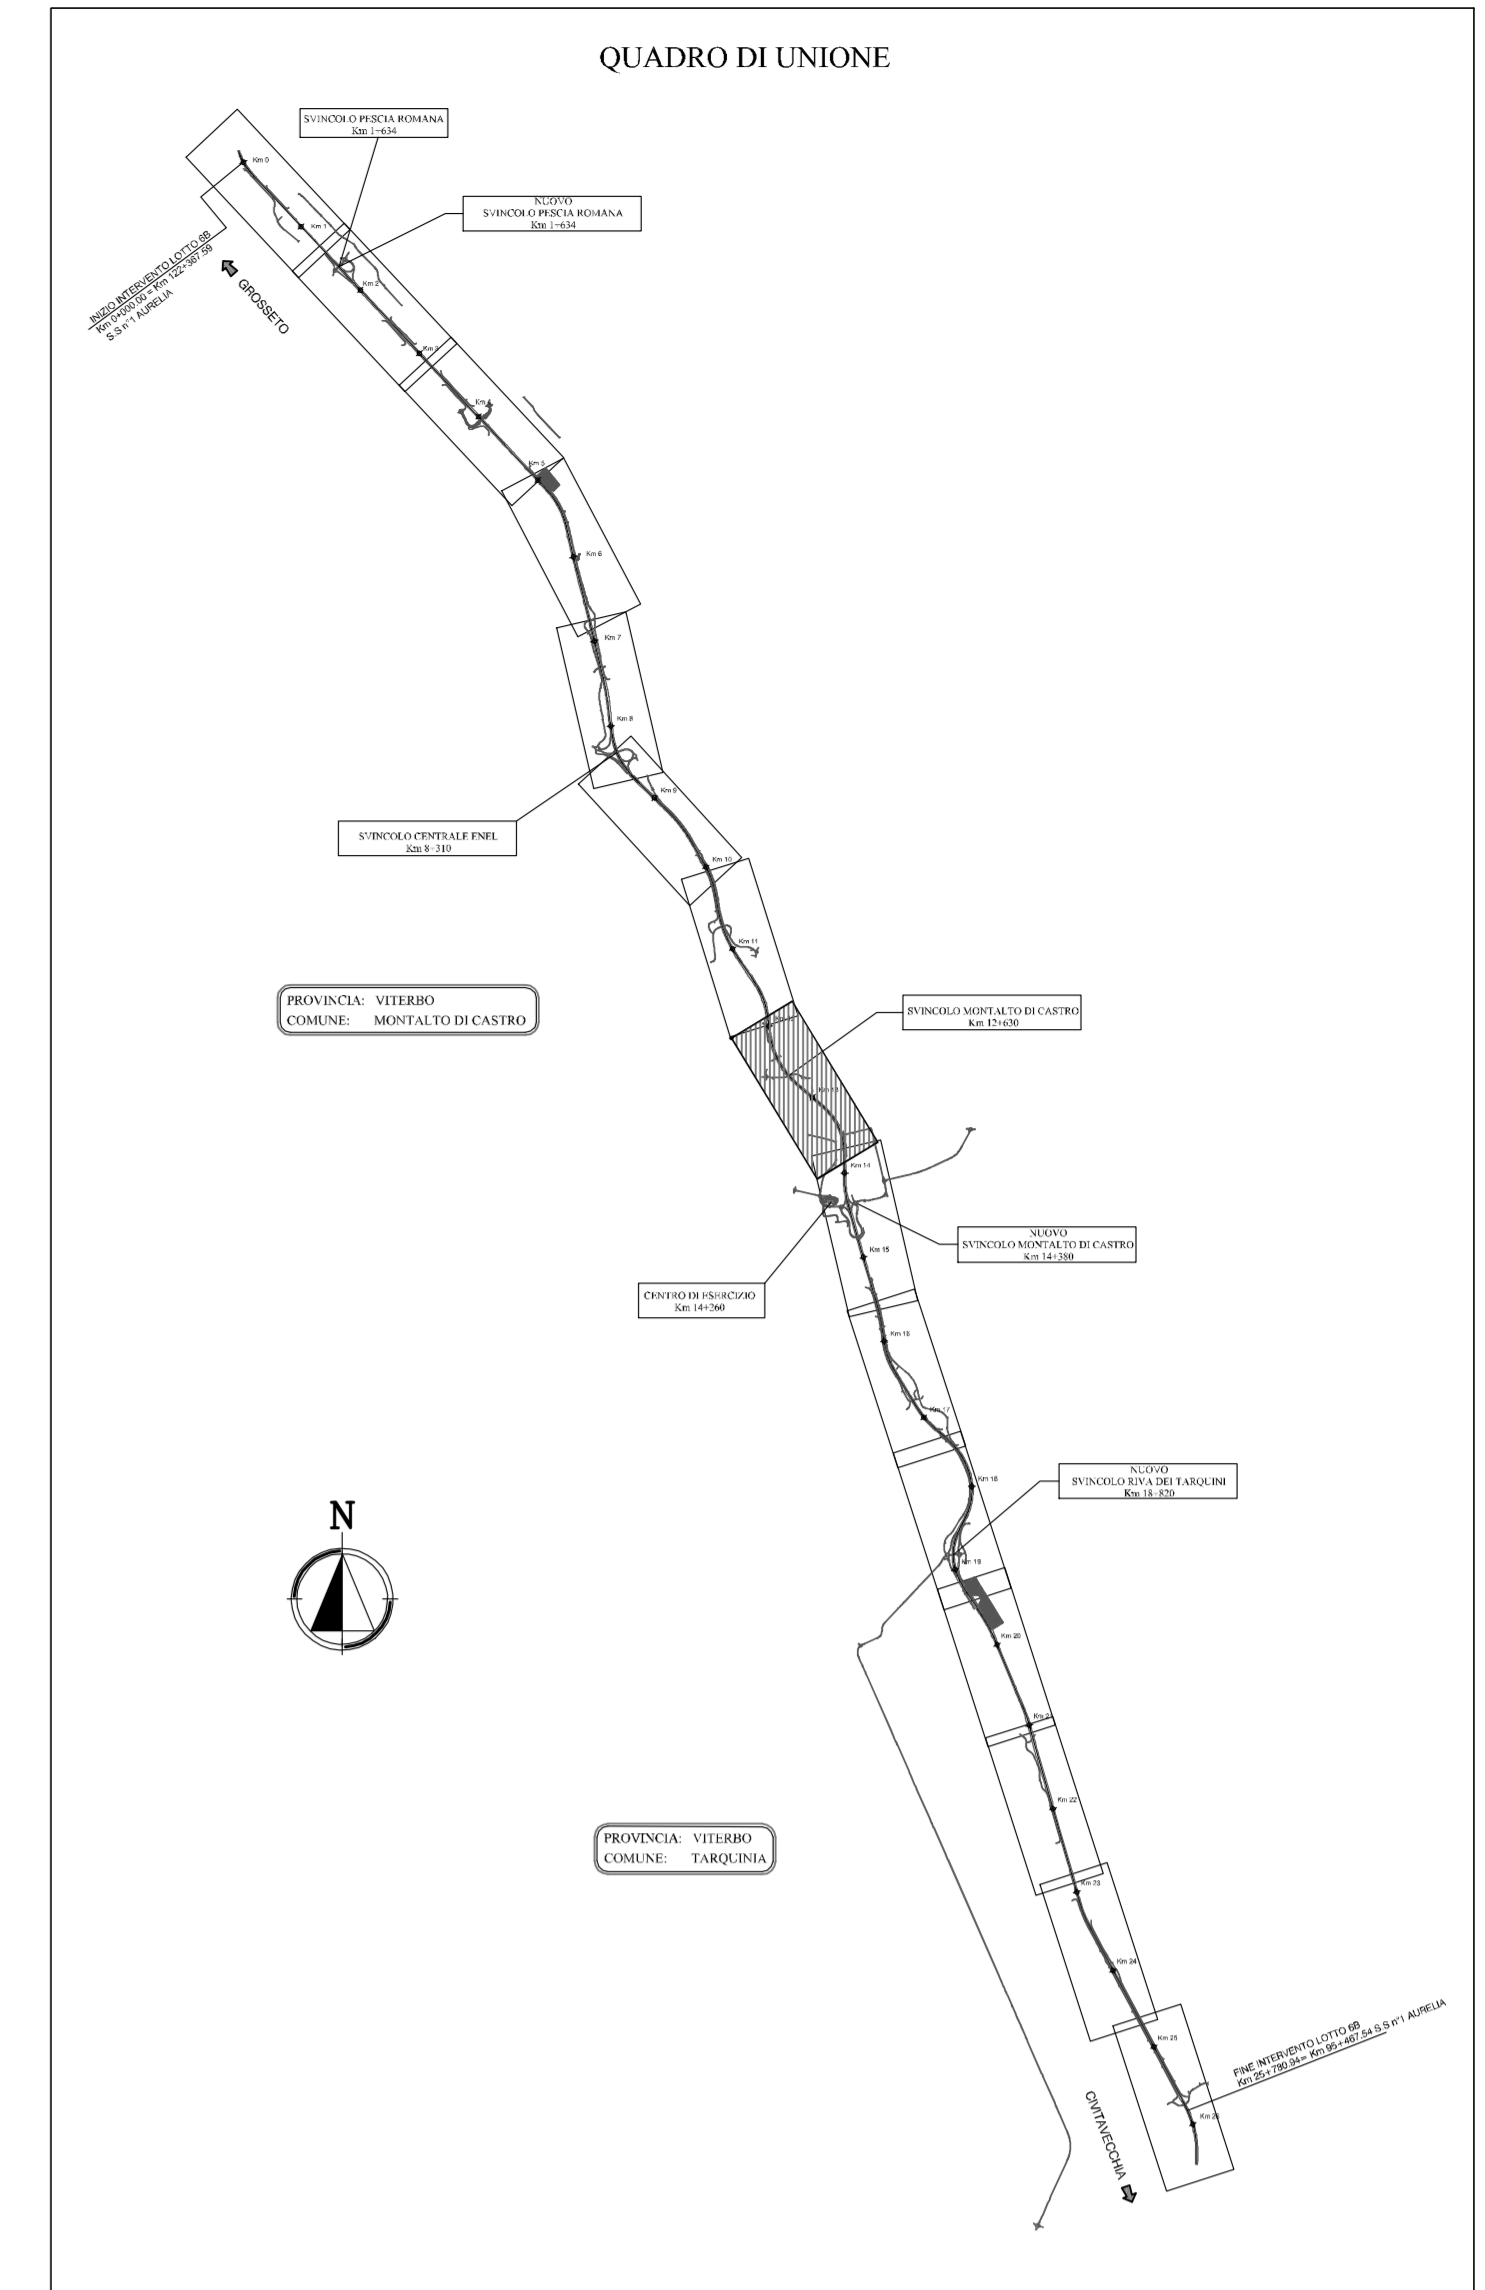 QUADRO DI UNIONE
SVINCOLO PESCIA ROMANA
Km 1+634
Km 0
NUOVO
SVINCOLO PESCIA ROMANA
Km 1+634
Km 1
INIZIO INTERVENTO LOTTO 6B
Km 0+000.00 = Km 122+367.59
S.S n°1 AURELIA
GROSSETO
Km 2
Km 3
Km 5
Km 6
Km 7
Km 8
Km 9
SVINCOLO CENTRALE ENEL
Km 8+310
Km 10
Km 11
PROVINCIA: VITERBO
COMUNE: MONTALTO DI CASTRO
SVINCOLO MONTALTO DI CASTRO
Km 12+630
Km 13
Km 14
NUOVO
SVINCOLO MONTALTO DI CASTRO
Km 14+380
Km 15
CENTRO DI ESERCIZIO
Km 14+260
Km 16
Km 17
NUOVO
SVINCOLO RIVA DEI TARQUINI
Km 18+820
Km 18
N
Km 19
Km 20
Km 22
PROVINCIA: VITERBO
COMUNE: TARQUINIA
Km 23
Km 24
Km 25
FINE INTERVENTO LOTTO 6B
Km 25+780.94= Km 95+467.54 S.S n°1 AURELIA
CIVITAVECCHIA